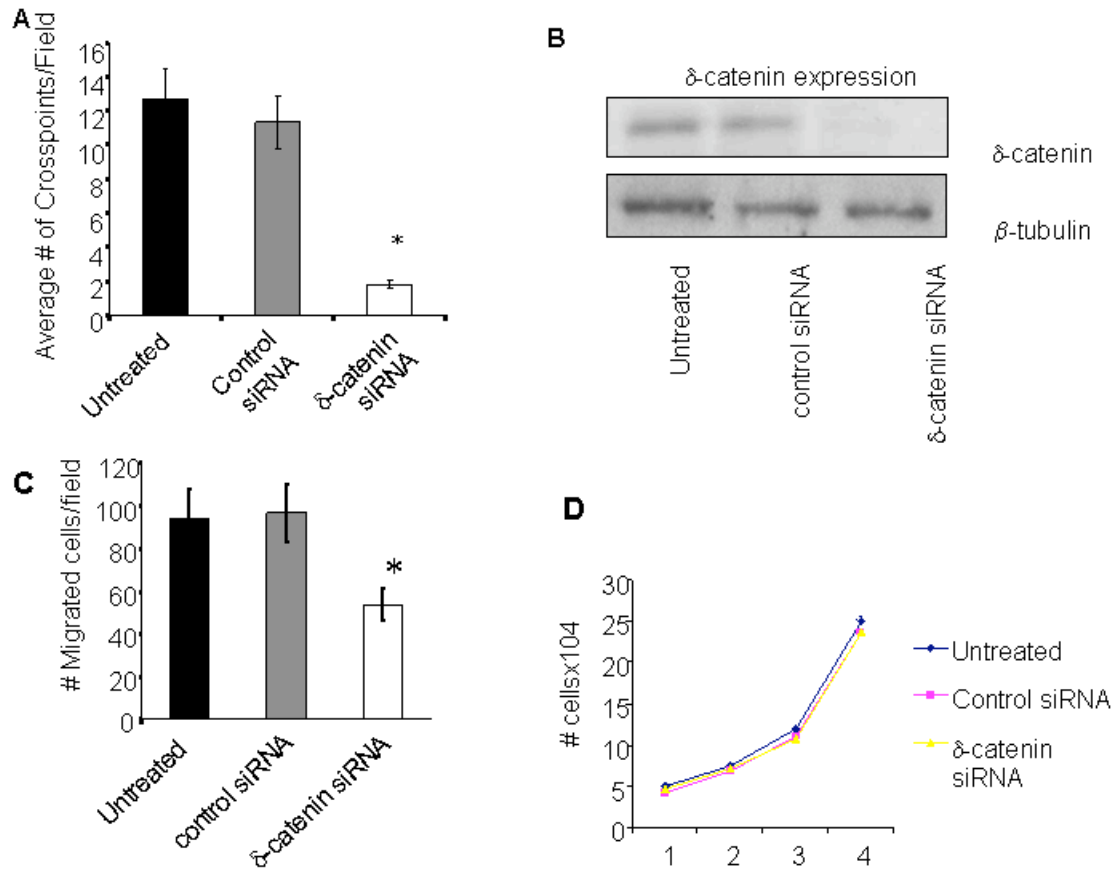 A
Average # of Crosspoints/Field
16
14
12
10
8
6
4
2
0
Untreated
Control
siRNA
δ-catenin
siRNA
*
B
δ-catenin expression
δ-catenin
β-tubulin
Untreated
control siRNA
δ-catenin siRNA
C
# Migrated cells/field
120
100
80
60
40
20
0
Untreated
control siRNA
δ-catenin siRNA
*
D
# cellsx104
30
25
20
15
10
5
0
1 2 3 4
Untreated
Control siRNA
δ-catenin
siRNA